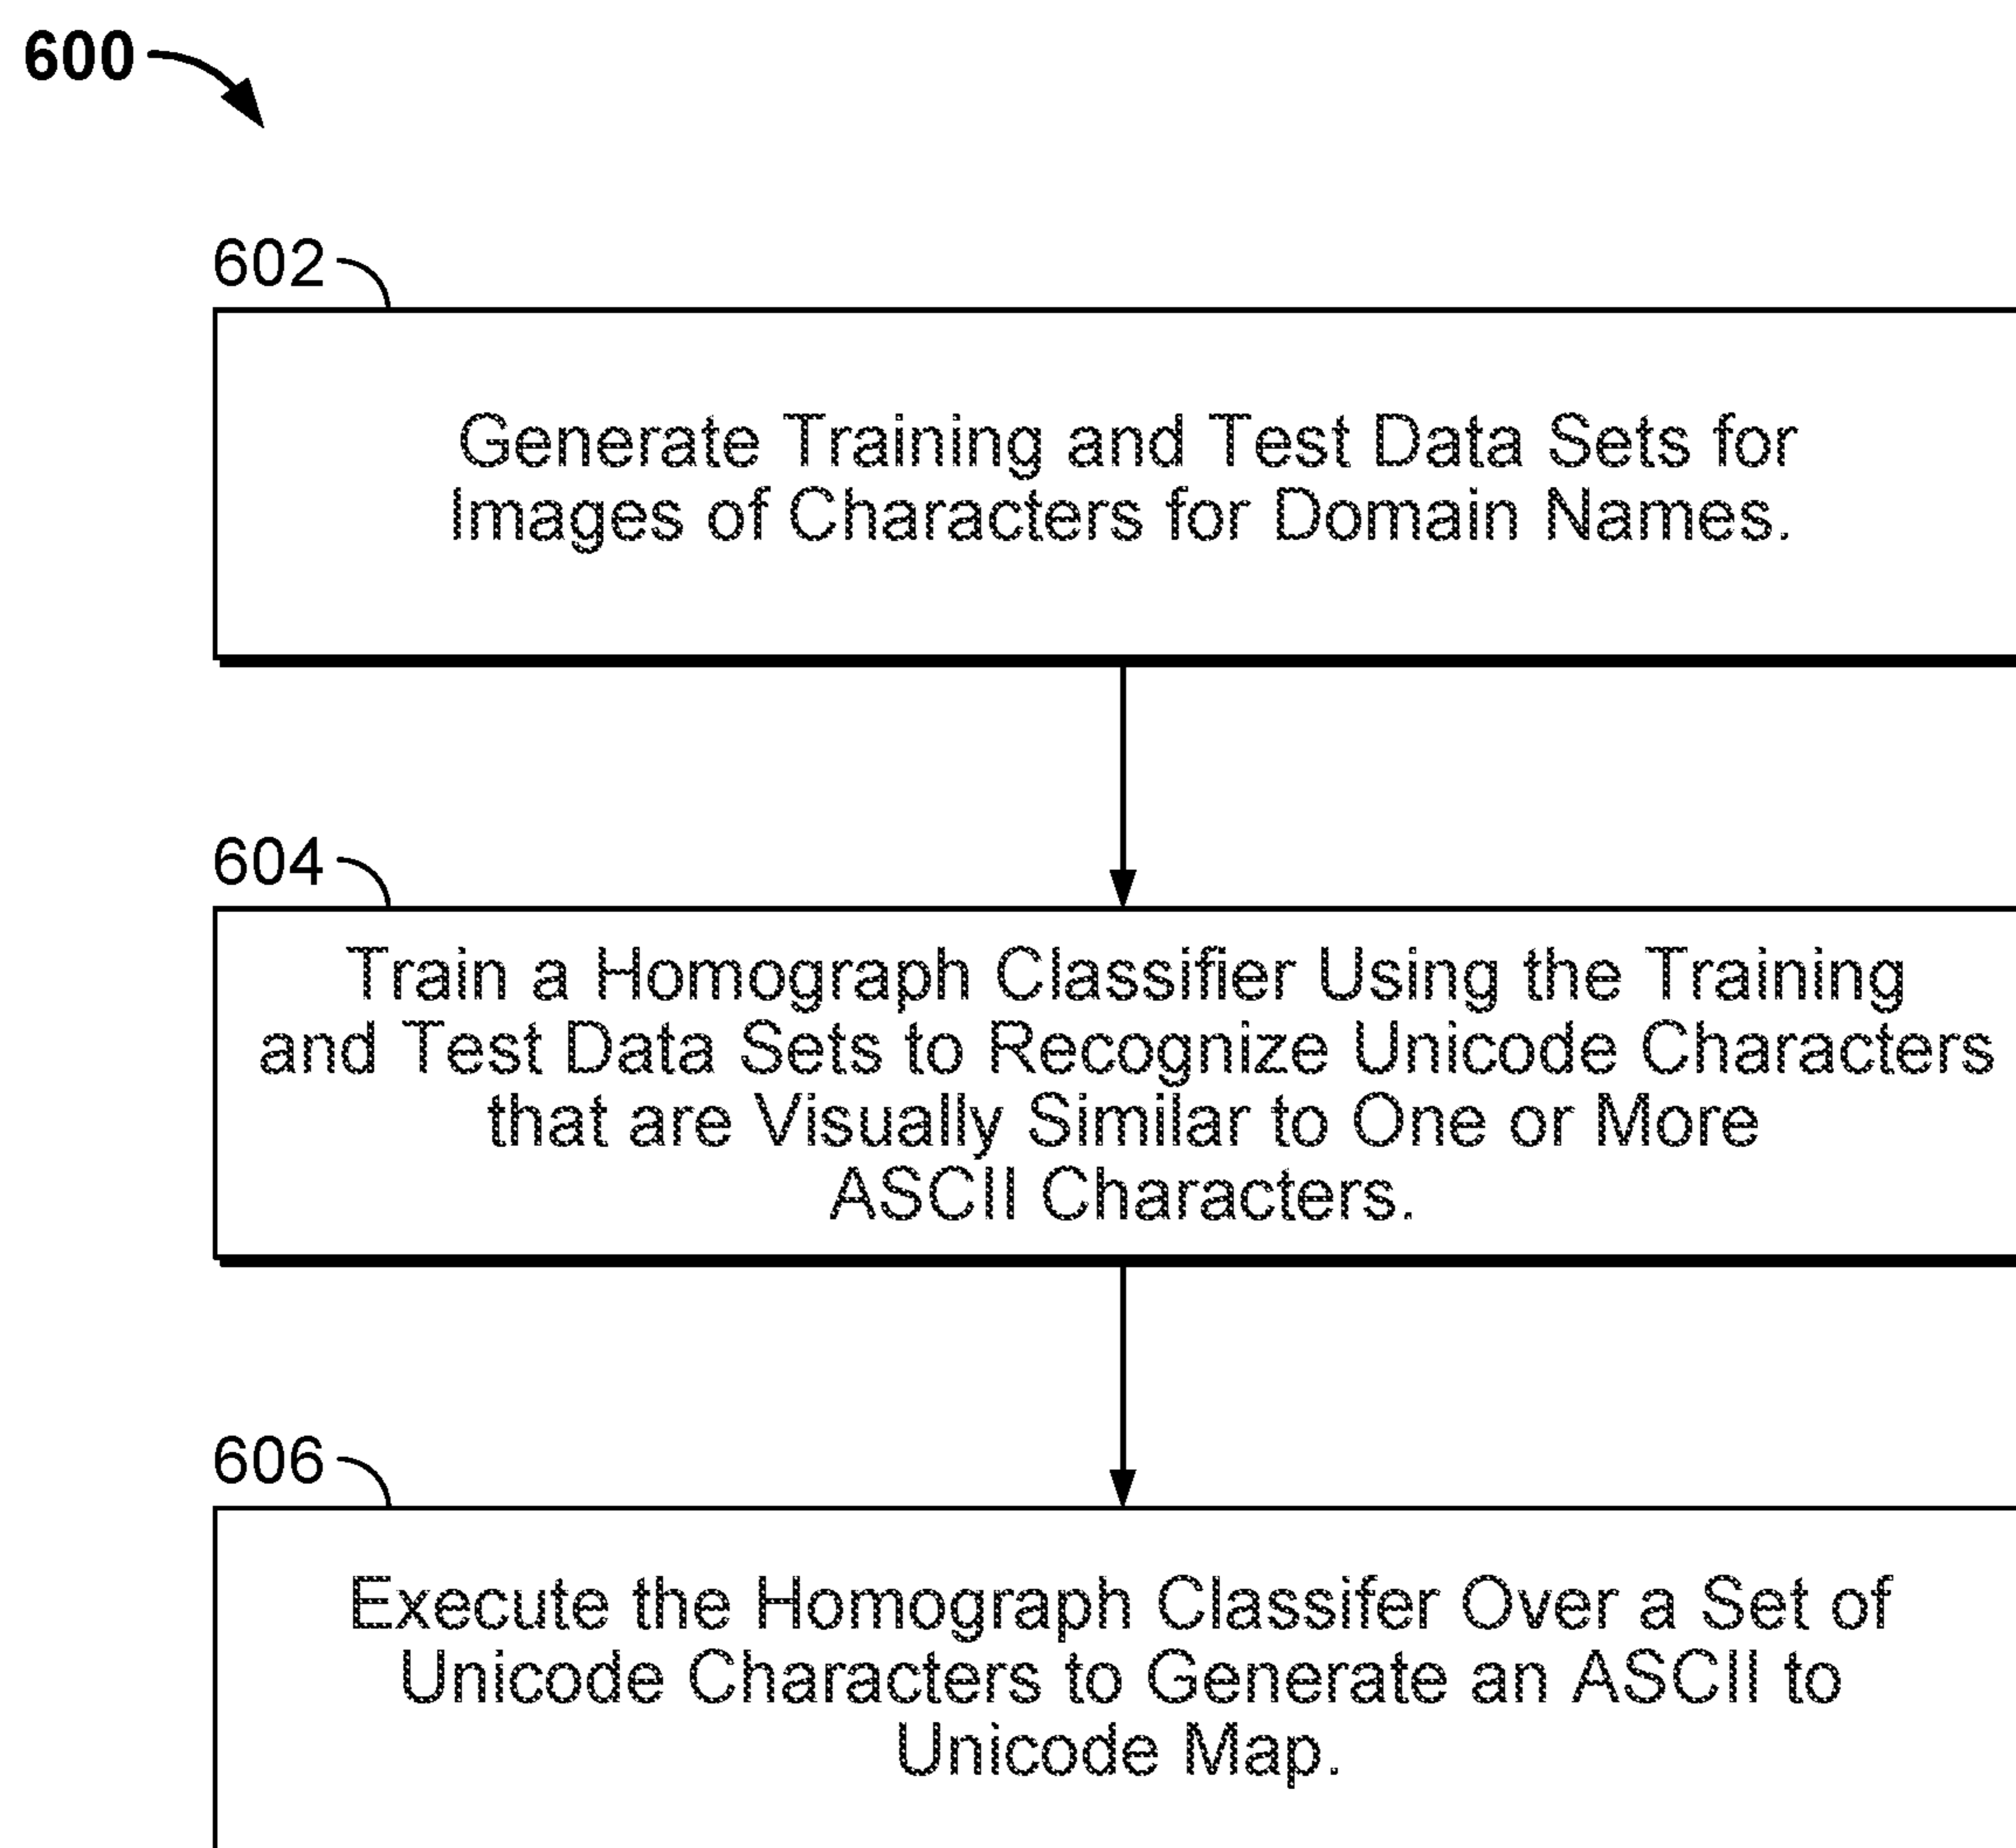 600
602
Generate Training and Test Data Sets for
Images of Characters for Domain Names.
604
Train a Homograph Classifier Using the Training
and Test Data Sets to Recognize Unicode Characters
that are Visually Similar to One or More
ASCII Characters.
606
Execute the Homograph Classifer Over a Set of
Unicode Characters to Generate an ASCII to
Unicode Map.